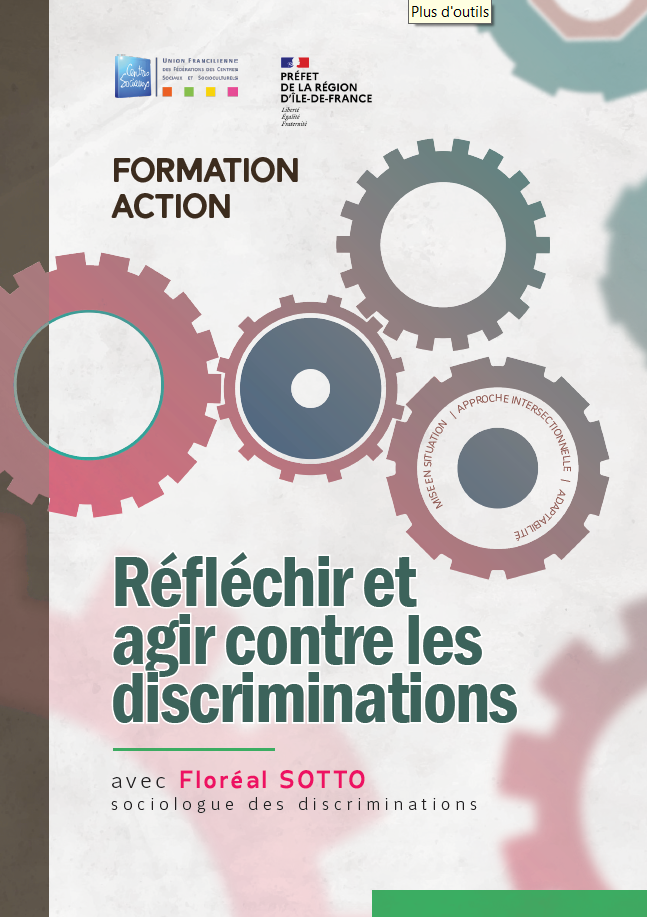 Plus d'outils
Centres
Sociaux
UNION FRANCILIENNE
DES FÉDÉRATIONS DES CENTRES
SOCIAUX ET SOCIOCULTURELS
PRÉFET
DE LA RÉGION
D'ÎLE-DE-FRANCE
Liberté
Égalité
Fraternité
FORMATION
ACTION
MISE EN SITUATION | APPROCHE INTERSECTIONNELLE | ADAPTABILITÉ
Réfléchir et
agir contre les
discriminations
avec Floréal SOTTO
sociologue des discriminations